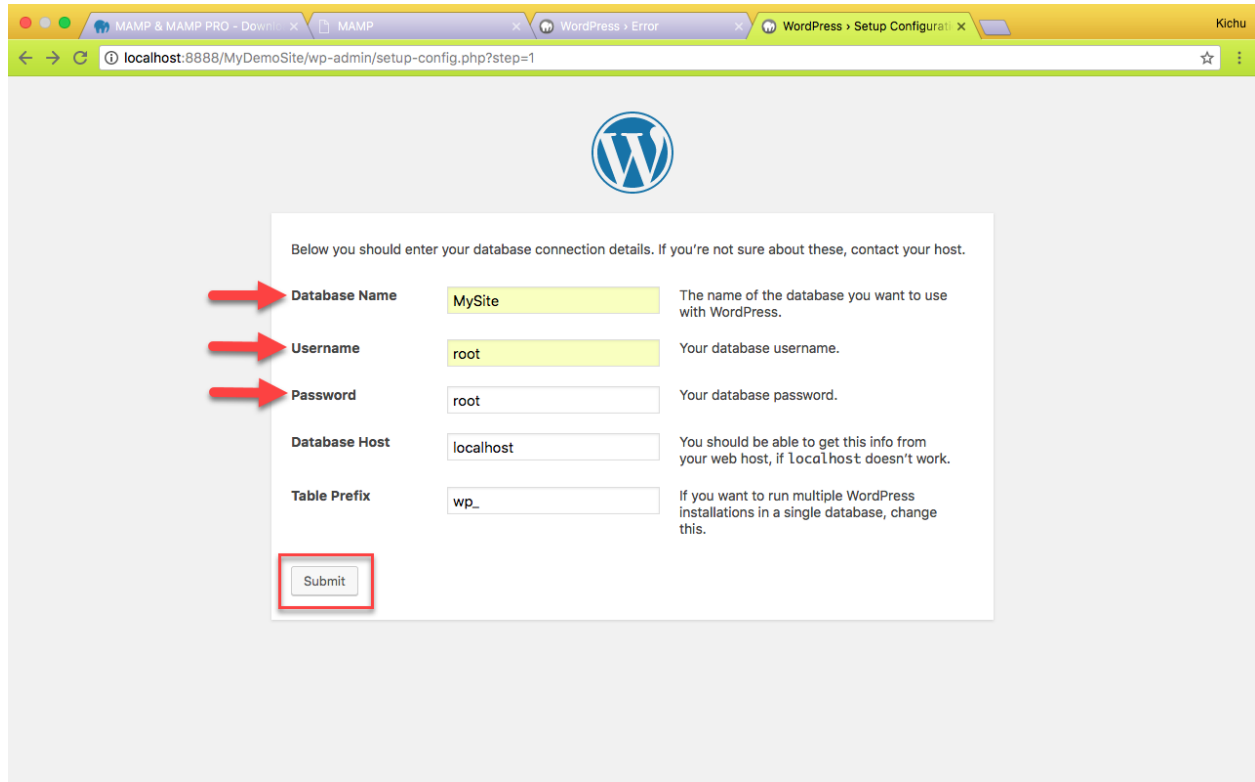 MAMP & MAMP PRO - Downlc
MAMP
WordPress › Error
WordPress › Setup Configurati
Kichu
localhost:8888/MyDemoSite/wp-admin/setup-config.php?step=1
Below you should enter your database connection details. If you’re not sure about these, contact your host.
Database Name
MySite
The name of the database you want to use
with WordPress.
Username
root
Your database username.
Password
root
Your database password.
Database Host
localhost
You should be able to get this info from
your web host, if localhost doesn’t work.
Table Prefix
wp_
If you want to run multiple WordPress
installations in a single database, change
this.
Submit